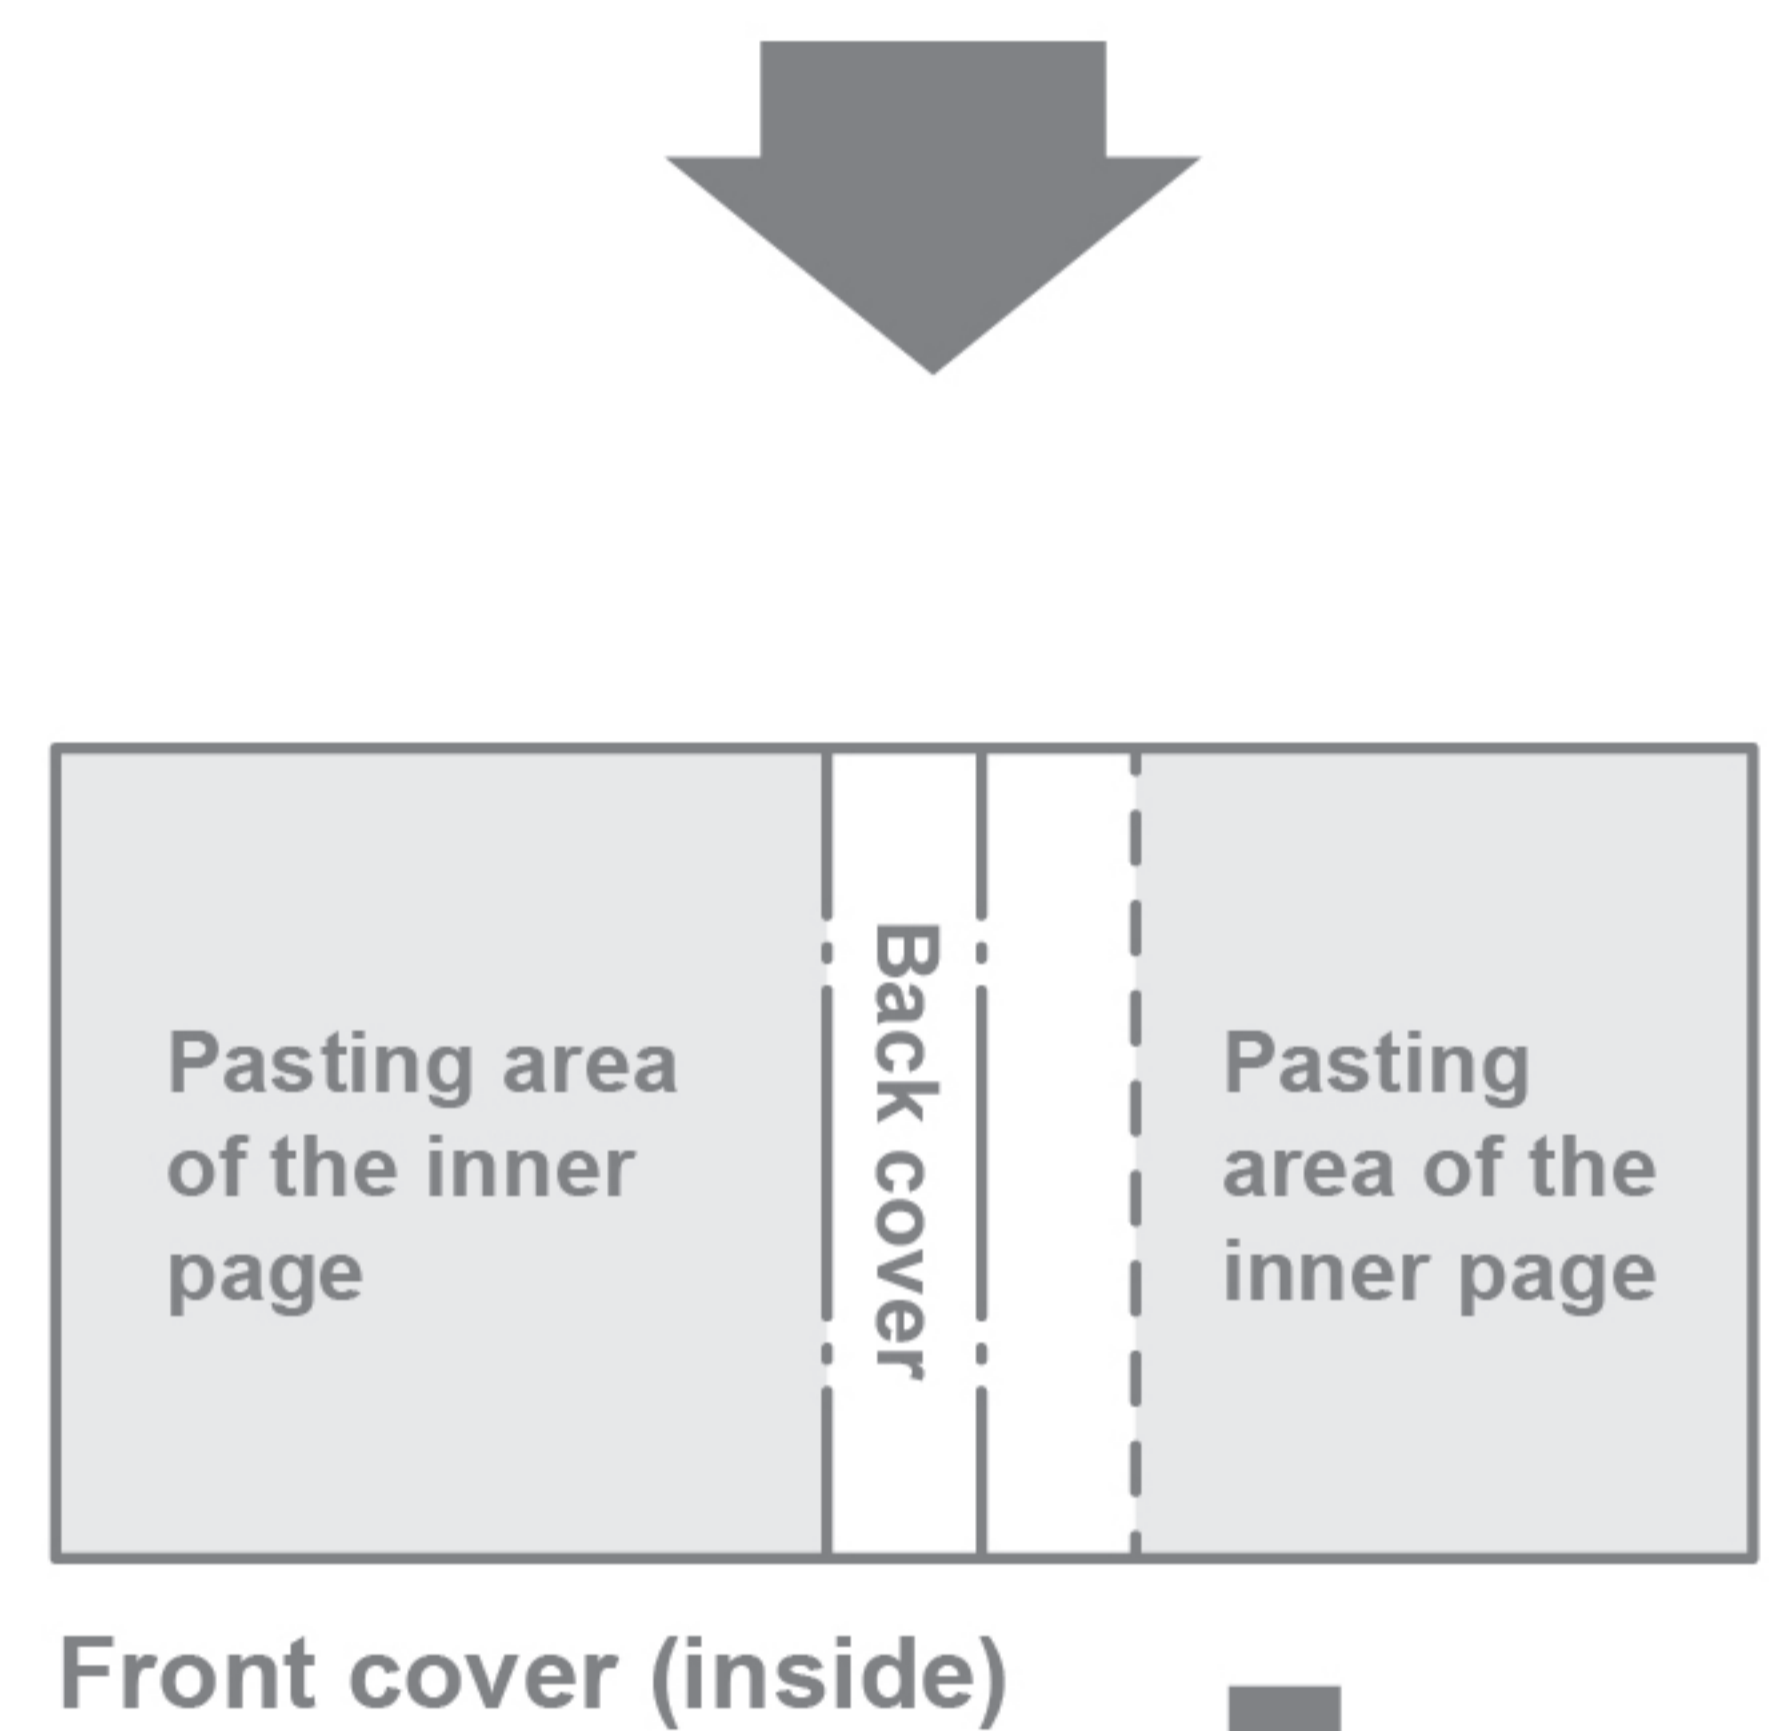 Pasting area
of the inner
page
Back cover
Pasting
area of the
inner page
Front cover (inside)